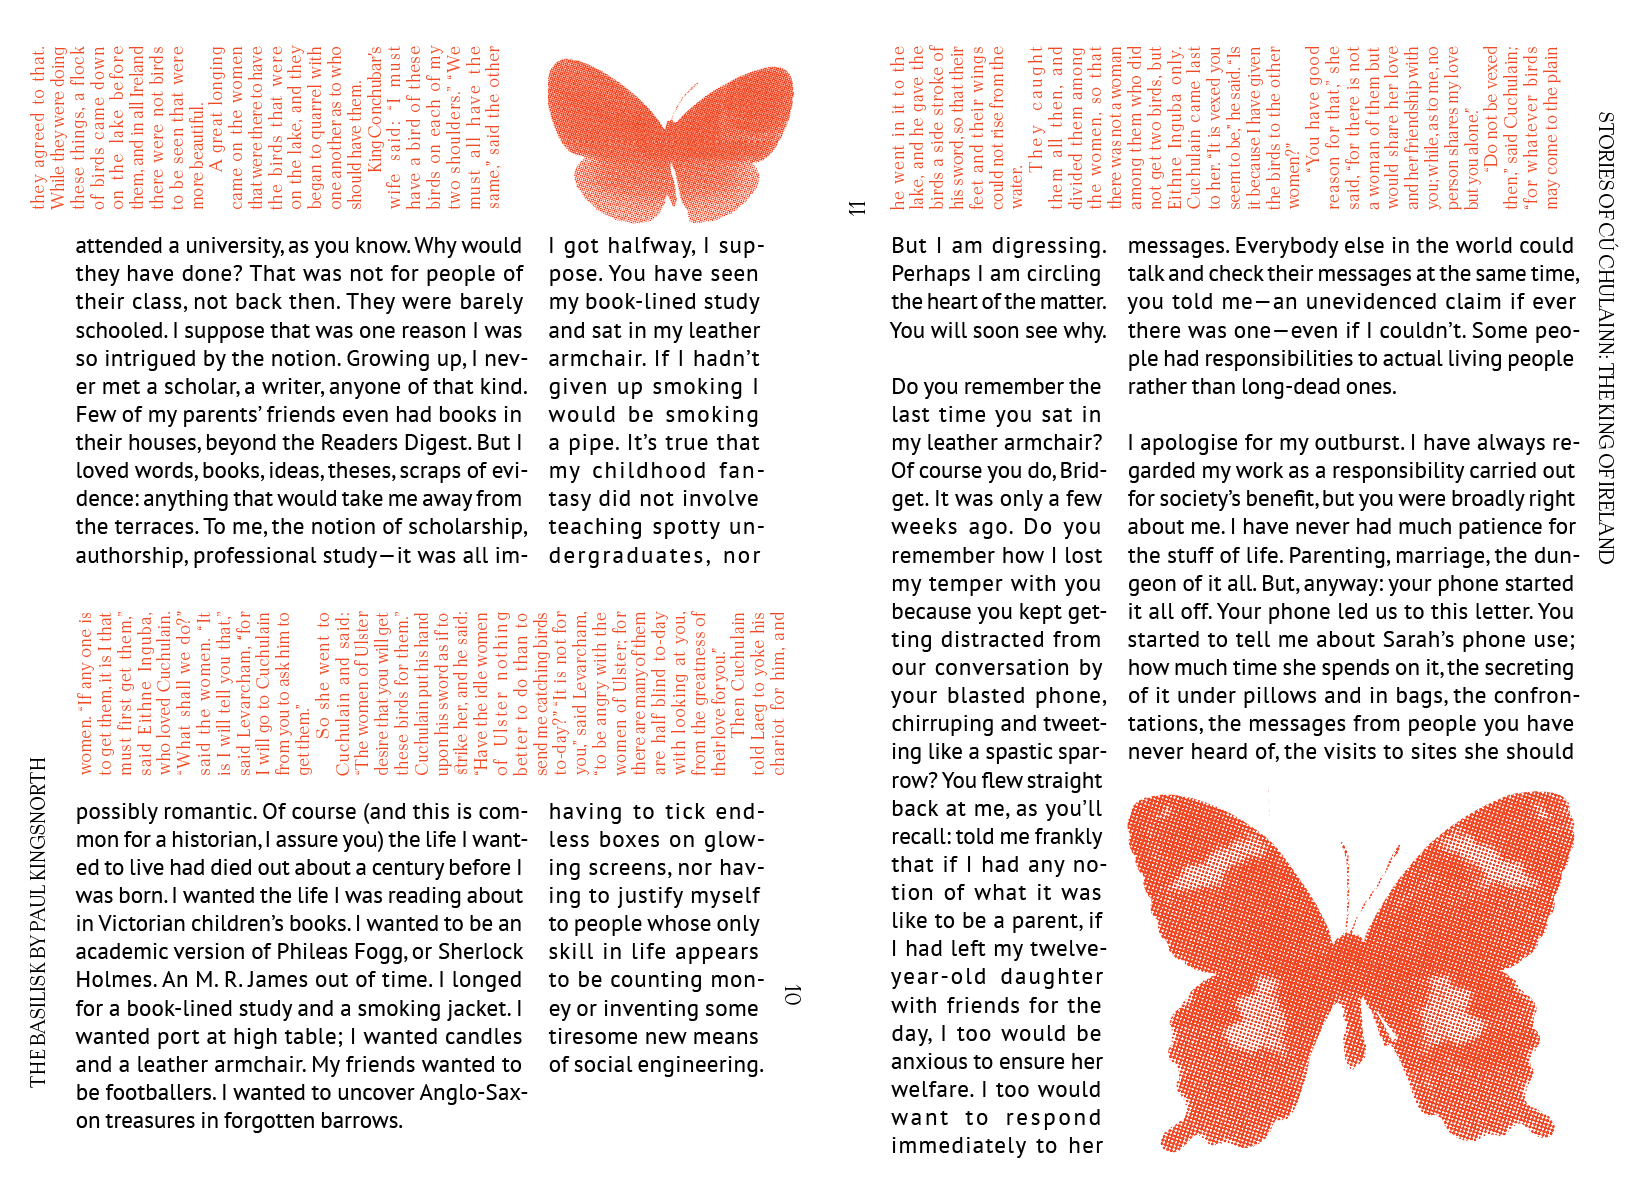 they agreed to that.
While they were doing
these things, a flock
of birds came down
on the lake before
them, and in all Ireland
there were not birds
to be seen that were
more beautiful.
A great longing
came on the women
that were there to have
the birds that were
on the lake, and they
began to quarrel with
one another as to who
should have them.
King Conchubar's
wife said: “I must
have a bird of these
birds on each of my
two shoulders.” “We
must all have the
same,” said the other
attended a university, as you know. Why would
they have done? That was not for people of
their class, not back then. They were barely
schooled. I suppose that was one reason I was
so intrigued by the notion. Growing up, I nev-
er met a scholar, a writer, anyone of that kind.
Few of my parents’ friends even had books in
their houses, beyond the Readers Digest. But I
loved words, books, ideas, theses, scraps of evi-
dence: anything that would take me away from
the terraces. To me, the notion of scholarship,
authorship, professional study—it was all im-
women. “If any one is
to get them, it is I that
must first get them,”
said Eithne Inguba,
who loved Cuchulain.
“What shall we do?”
said the women. “It
is I will tell you that,”
said Levarcham, “for
I will go to Cuchulain
from you to ask him to
get them.”
So she went to
Cuchulain and said:
“The women of Ulster
desire that you will get
these birds for them.”
Cuchulain put his hand
upon his sword as if to
strike her, and he said:
“Have the idle women
of Ulster nothing
better to do than to
send me catching birds
to-day?” “It is not for
you,” said Levarcham,
“to be angry with the
women of Ulster; for
there are many of them
are half blind to-day
with looking at you,
from the greatness of
their love for you.”
Then Cuchulain
told Laeg to yoke his
chariot for him, and
possibly romantic. Of course (and this is com-
mon for a historian, I assure you) the life I want-
ed to live had died out about a century before I
was born. I wanted the life I was reading about
in Victorian children’s books. I wanted to be an
academic version of Phileas Fogg, or Sherlock
Holmes. An M. R. James out of time. I longed
for a book-lined study and a smoking jacket. I
wanted port at high table; I wanted candles
and a leather armchair. My friends wanted to
be footballers. I wanted to uncover Anglo-Sax-
on treasures in forgotten barrows.
I got halfway, I sup-
pose. You have seen
my book-lined study
and sat in my leather
armchair. If I hadn’t
given up smoking I
would be smoking
a pipe. It’s true that
my childhood fan-
tasy did not involve
teaching spotty un-
dergraduates, nor
having to tick end-
less boxes on glow-
ing screens, nor hav-
ing to justify myself
to people whose only
skill in life appears
to be counting mon-
ey or inventing some
tiresome new means
of social engineering.
THE BASILISK BY PAUL KINGSNORTH
10
11
he went in it to the
lake, and he gave the
birds a side stroke of
his sword, so that their
feet and their wings
could not rise from the
water.
They caught
them all then, and
divided them among
the women, so that
there was not a woman
among them who did
not get two birds, but
Eithne Inguba only.
Cuchulain came last
to her. “It is vexed you
seem to be,” he said. “Is
it because I have given
the birds to the other
women?”
“You have good
reason for that,” she
said, “for there is not
a woman of them but
would share her love
and her friendship with
you; while, as to me, no
person shares my love
but you alone.”
“Do not be vexed
then,” said Cuchulain;
“for whatever birds
may come to the plain
But I am digressing.
Perhaps I am circling
the heart of the matter.
You will soon see why.
Do you remember the
last time you sat in
my leather armchair?
Of course you do, Brid-
get. It was only a few
weeks ago. Do you
remember how I lost
my temper with you
because you kept get-
ting distracted from
our conversation by
your blasted phone,
chirruping and tweet-
ing like a spastic spar-
row? You flew straight
back at me, as you’ll
recall: told me frankly
that if I had any no-
tion of what it was
like to be a parent, if
I had left my twelve-
year-old daughter
with friends for the
day, I too would be
anxious to ensure her
welfare. I too would
want to respond
immediately to her
messages. Everybody else in the world could
talk and check their messages at the same time,
you told me—an unevidenced claim if ever
there was one—even if I couldn’t. Some peo-
ple had responsibilities to actual living people
rather than long-dead ones.
I apologise for my outburst. I have always re-
garded my work as a responsibility carried out
for society’s benefit, but you were broadly right
about me. I have never had much patience for
the stuff of life. Parenting, marriage, the dun-
geon of it all. But, anyway: your phone started
it all off. Your phone led us to this letter. You
started to tell me about Sarah’s phone use;
how much time she spends on it, the secreting
of it under pillows and in bags, the confron-
tations, the messages from people you have
never heard of, the visits to sites she should
STORIES OF CÚ CHULAINN: THE KING OF IRELAND